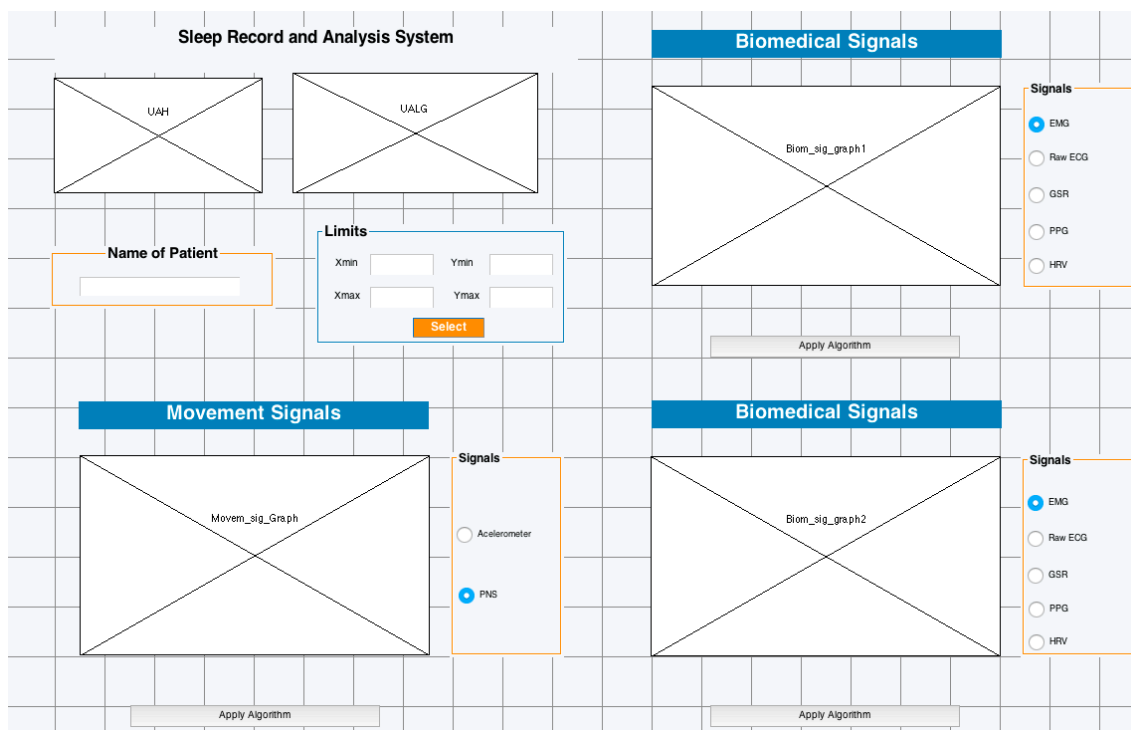 Sleep Record and Analysis System
UAH
UALG
Name of Patient
Limits
Xmin
Ymin
Xmax
Ymax
Select
Biomedical Signals
Biom_sig_graph1
Signals
EMG
Raw ECG
GSR
PPG
HRV
Apply Algorithm
Movement Signals
Movem_sig_Graph
Signals
Acelerometer
PNS
Apply Algorithm
Biomedical Signals
Biom_sig_graph2
Signals
EMG
Raw ECG
GSR
PPG
HRV
Apply Algorithm